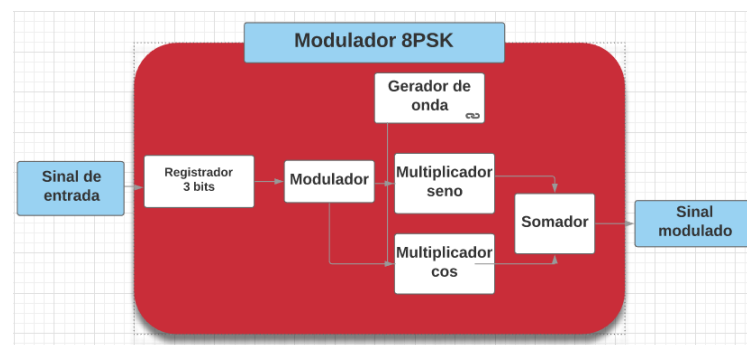 Modulador 8PSK
Gerador de
onda
Sinal de
entrada
Registrador
3 bits
Modulador
Multiplicador
seno
Multiplicador
cos
Somador
Sinal
modulado